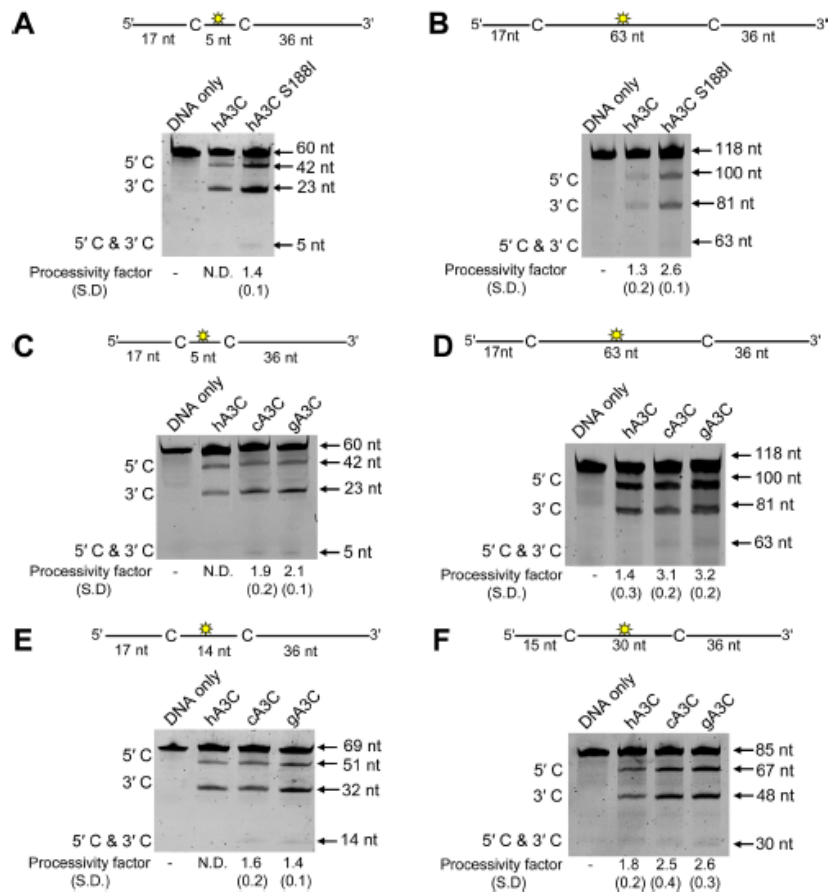 A
5' C C 3'
17 nt 5 nt 36 nt
DNA only
hA3C
hA3C S188I
5' C
3' C
5' C & 3' C
60 nt
42 nt
23 nt
5 nt
Processivity factor - N.D. 1.4
(S.D) (0.1)
B
5' C C 3'
17nt 63 nt 36 nt
DNA only
hA3C
hA3C S188I
5' C
3' C
5' C & 3' C
118 nt
100 nt
81 nt
63 nt
Processivity factor - 1.3 2.6
(S.D.) (0.2) (0.1)
C
5' C C 3'
17 nt 5 nt 36 nt
DNA only
hA3C
cA3C
gA3C
5' C
3' C
5' C & 3' C
60 nt
42 nt
23 nt
5 nt
Processivity factor - N.D. 1.9 2.1
(S.D) (0.2) (0.1)
D
5' C C 3'
17nt 63 nt 36 nt
DNA only
hA3C
cA3C
gA3C
5' C
3' C
5' C & 3' C
118 nt
100 nt
81 nt
63 nt
Processivity factor - 1.4 3.1 3.2
(S.D.) (0.3) (0.2) (0.2)
E
5' C C 3'
17 nt 14 nt 36 nt
DNA only
hA3C
cA3C
gA3C
5' C
3' C
5' C & 3' C
69 nt
51 nt
32 nt
14 nt
Processivity factor - N.D. 1.6 1.4
(S.D.) (0.2) (0.1)
F
5' C C 3'
15 nt 30 nt 36 nt
DNA only
hA3C
cA3C
gA3C
5' C
3' C
5' C & 3' C
85 nt
67 nt
48 nt
30 nt
Processivity factor - 1.8 2.5 2.6
(S.D) (0.2) (0.4) (0.3)